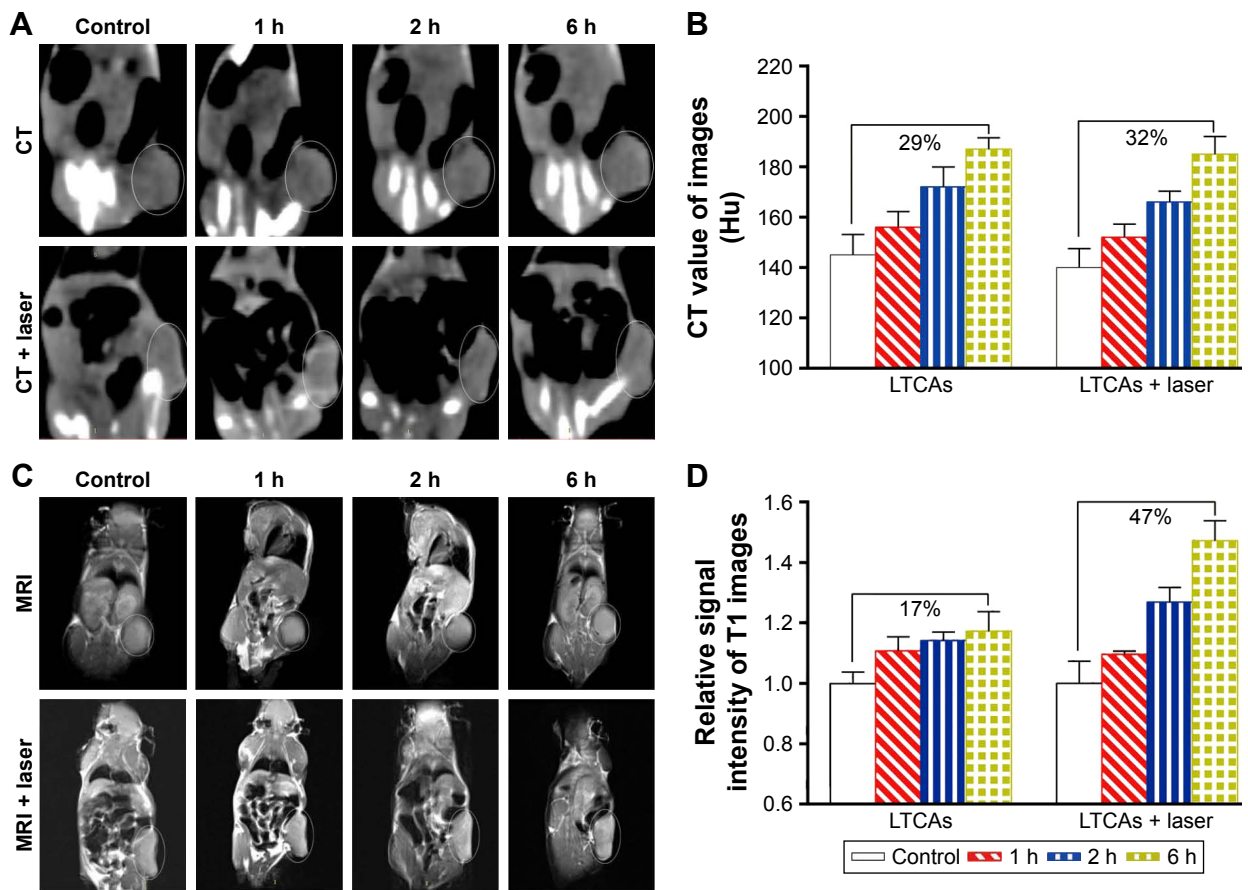 A
Control 1 h 2 h 6 h
CT
CT + laser
B
CT value of images
(Hu)
220
200
180
160
140
120
100
29%
32%
LTCAs
LTCAs + laser
C
Control 1 h 2 h 6 h
MRI
MRI + laser
D
Relative signal
intensity of T1 images
1.6
1.4
1.2
1.0
0.8
0.6
17%
47%
LTCAs
LTCAs + laser
Control 1 h 2 h 6 h